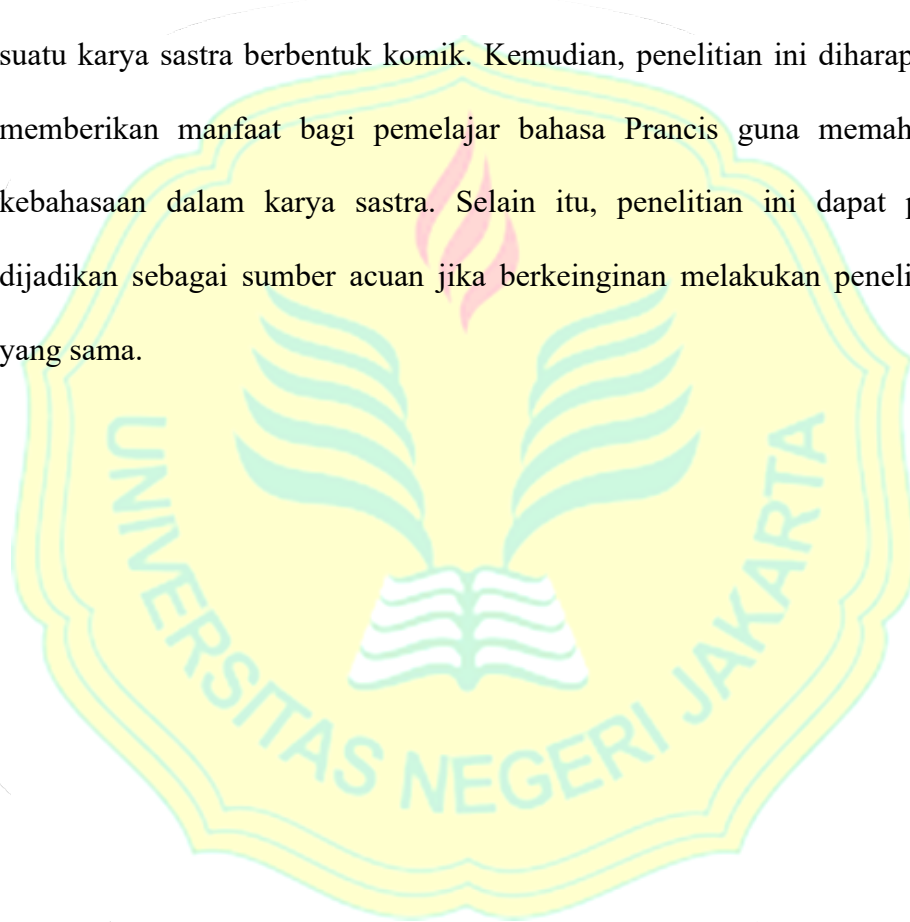 suatu karya sastra berbentuk komik. Kemudian, penelitian ini diharap
memberikan manfaat bagi pemelajar bahasa Prancis guna memah
kebahasaan dalam karya sastra. Selain itu, penelitian ini dapat p
dijadikan sebagai sumber acuan jika berkeinginan melakukan peneli
yang sama.
UNIVERSITAS NEGERI JAKARTA